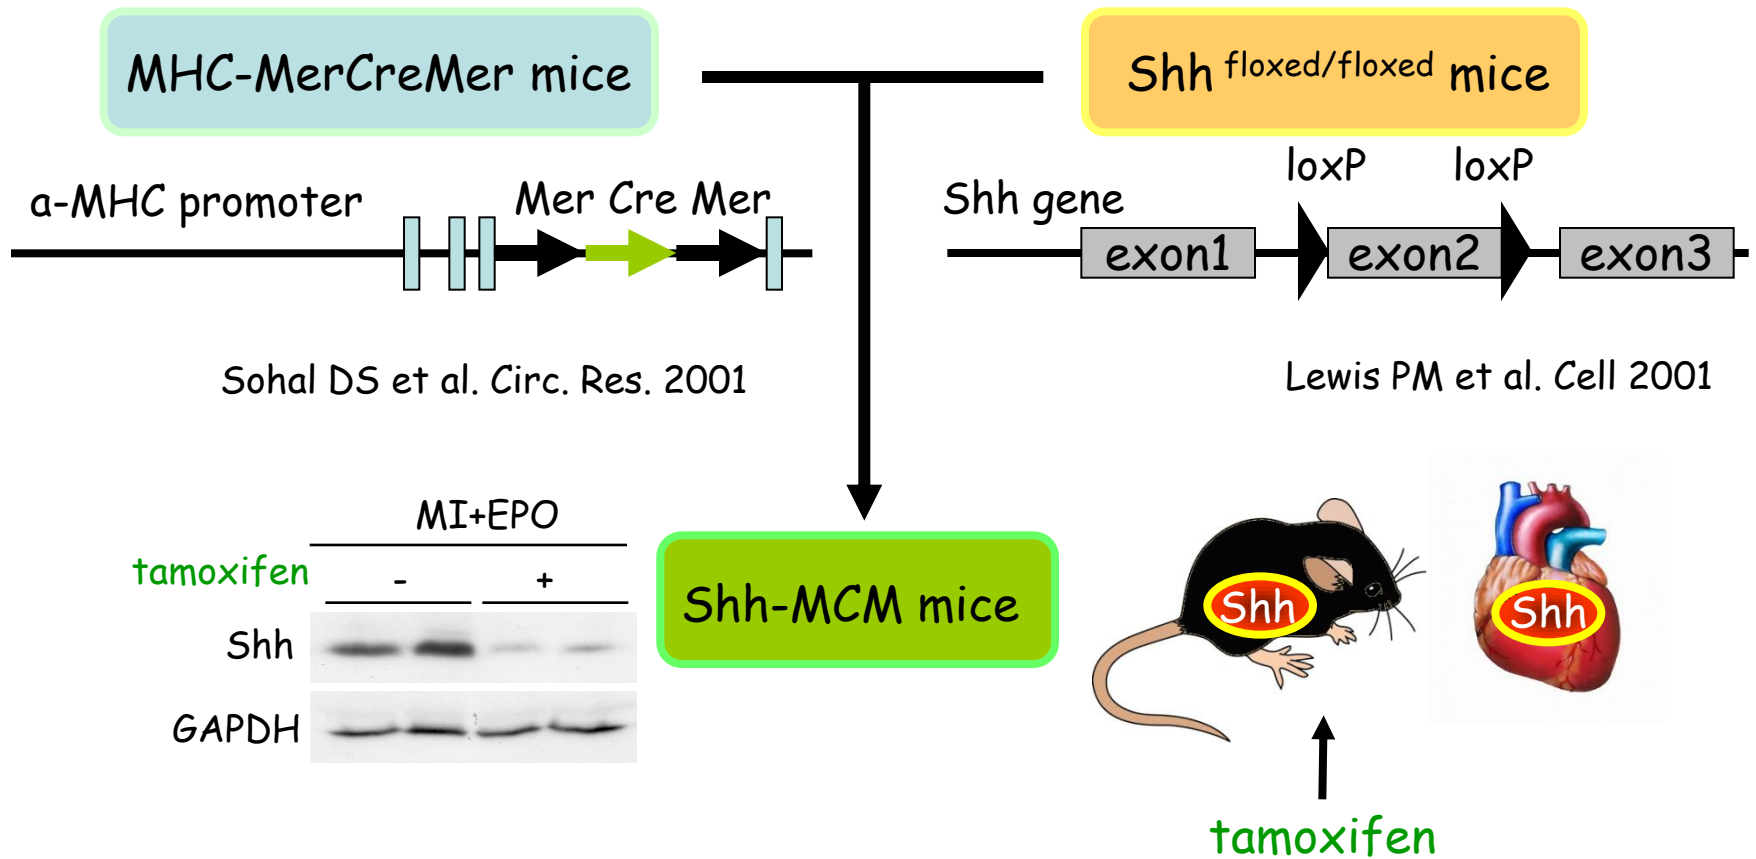 MHC-MerCreMer mice
Shh floxed/floxed mice
loxP loxP
α-MHC promoter
Mer Cre Mer
Shh gene
exon1 exon2 exon3
Sohal DS et al. Circ. Res. 2001
Lewis PM et al. Cell 2001
MI+EPO
tamoxifen - +
Shh
GAPDH
Shh-MCM mice
Shh
Shh
tamoxifen